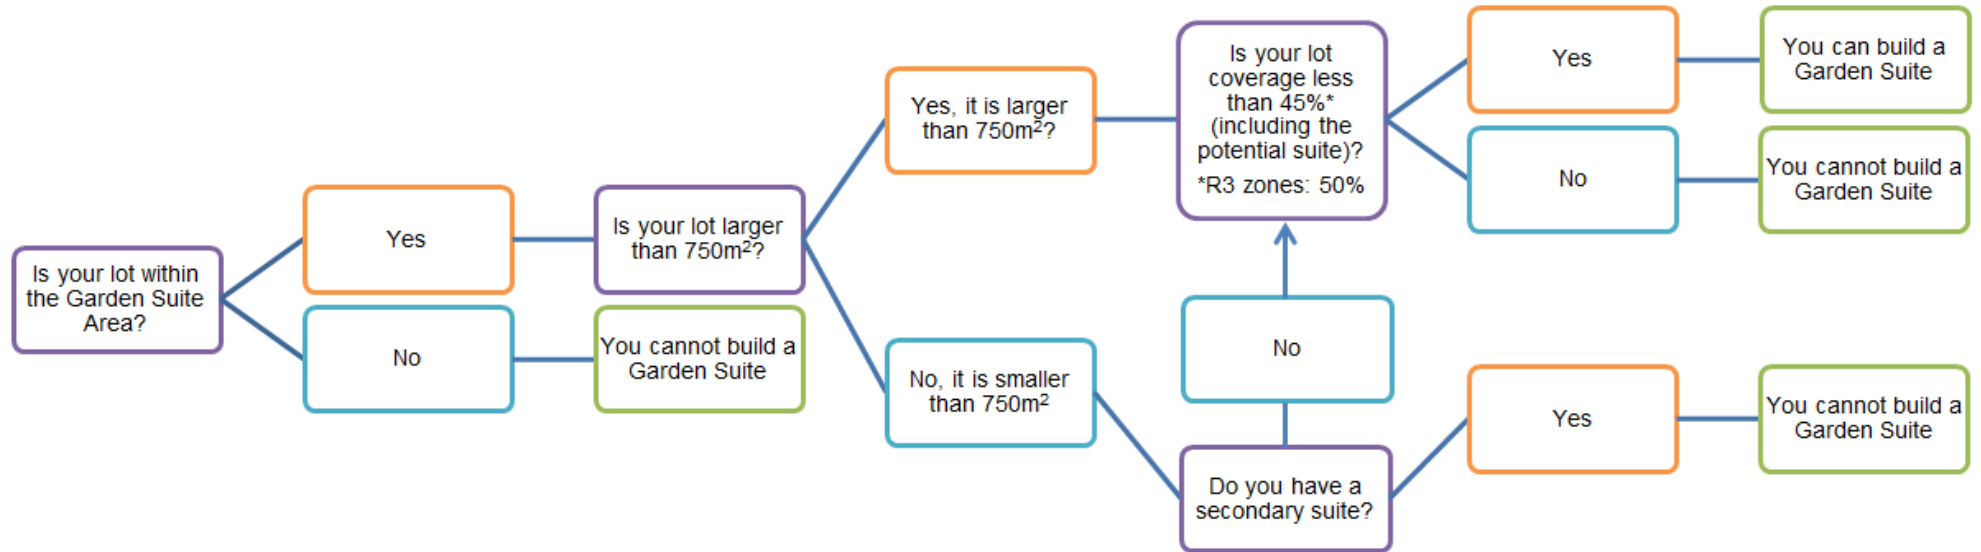 Is your lot within
the Garden Suite
Area?
Yes
No
Is your lot larger
than 750m²?
You cannot build a
Garden Suite
Yes, it is larger
than 750m²?
No, it is smaller
than 750m²
Is your lot
coverage less
than 45%*
(including the
potential suite)?
*R3 zones: 50%
No
Do you have a
secondary suite?
Yes
You can build a
Garden Suite
No
You cannot build a
Garden Suite
Yes
You cannot build a
Garden Suite